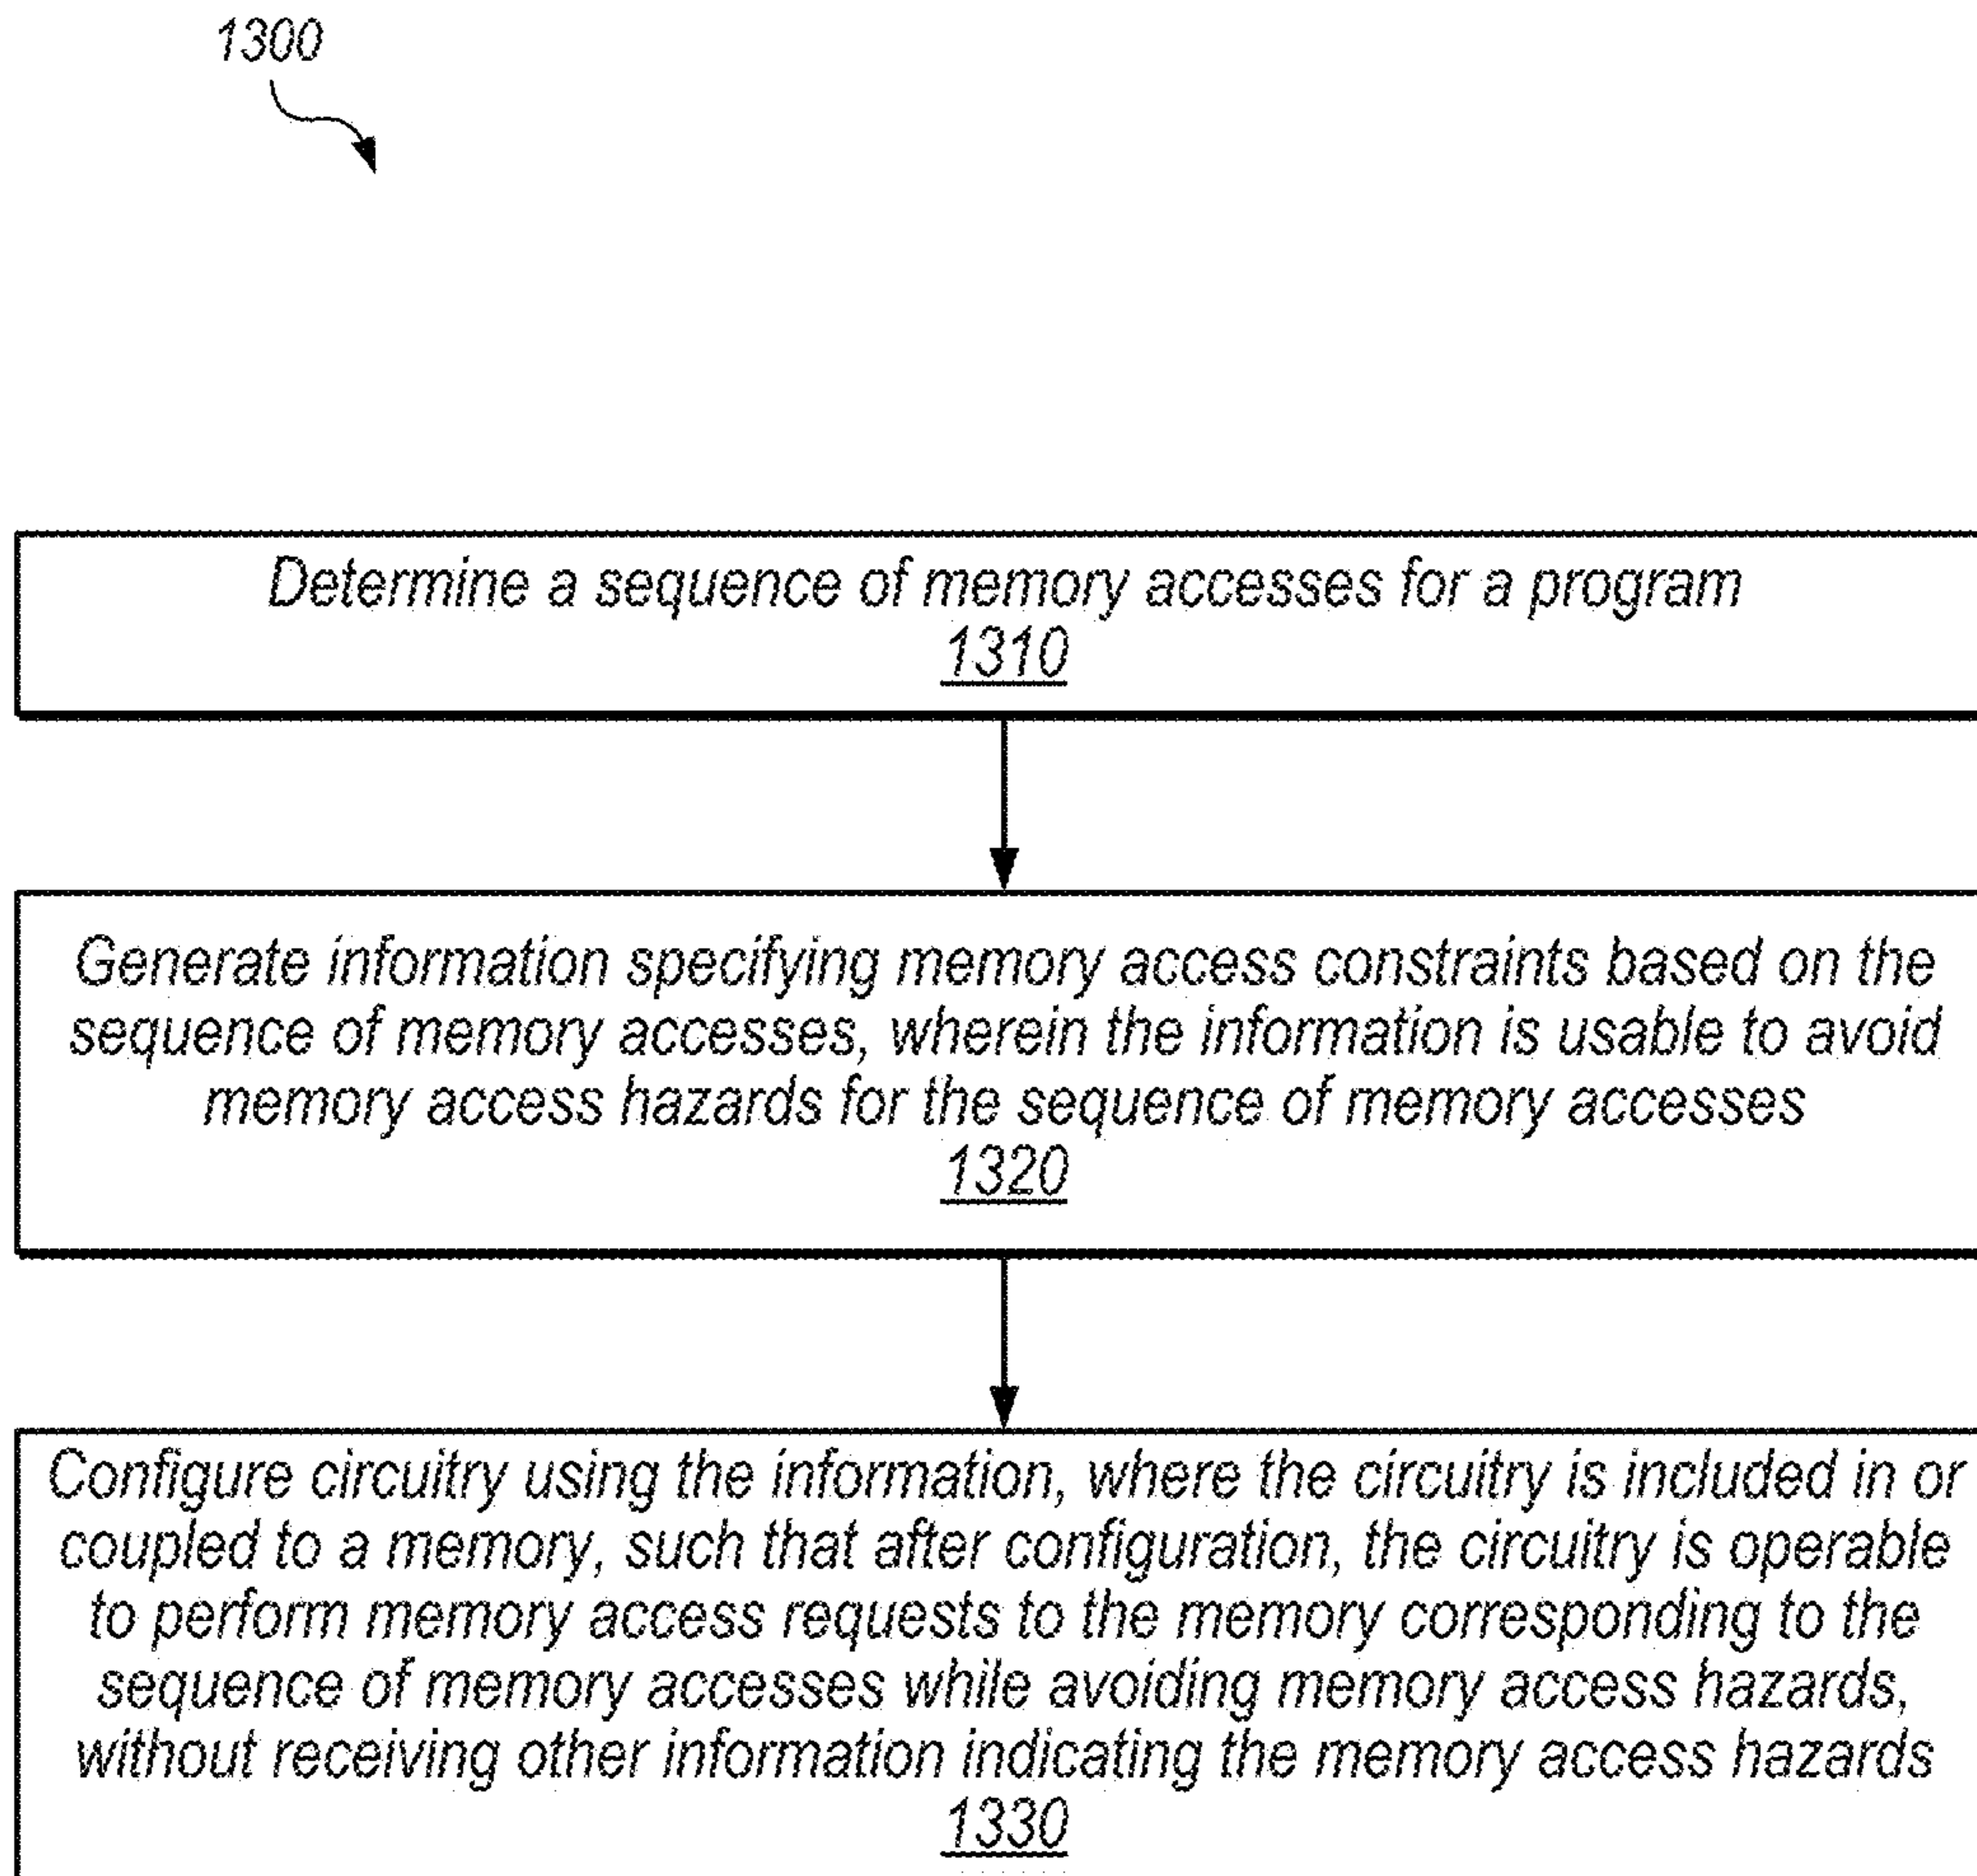 1300
Determine a sequence of memory accesses for a program
1310
Generate information specifying memory access constraints based on the
sequence of memory accesses, wherein the information is usable to avoid
memory access hazards for the sequence of memory accesses
1320
Configure circuitry using the information, where the circuitry is included in or
coupled to a memory, such that after configuration, the circuitry is operable
to perform memory access requests to the memory corresponding to the
sequence of memory accesses while avoiding memory access hazards,
without receiving other information indicating the memory access hazards
1330